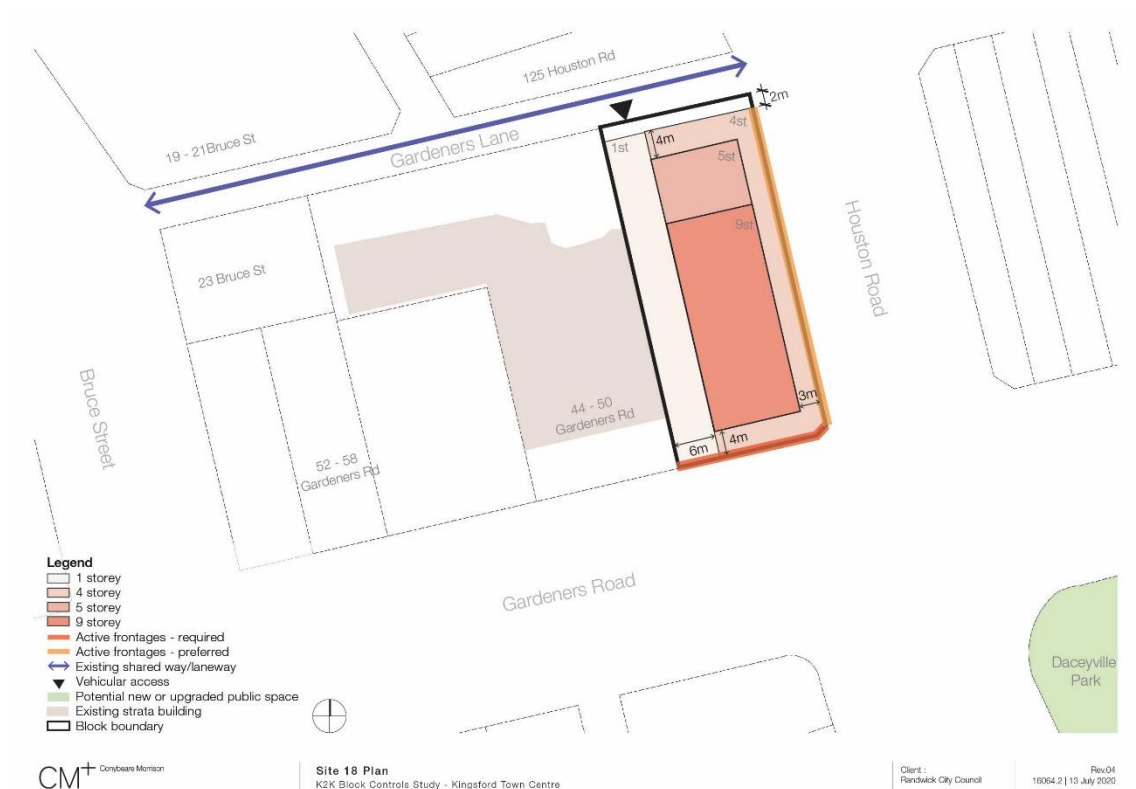 125 Houston Rd
2m
19 - 21Bruce St
Gardeners Lane
1st
4m
4st
5st
9st
Houston Road
23 Bruce St
Bruce Street
44 - 50
Gardeners Rd
3m
6m
4m
52 - 58
Gardeners Rd
Gardeners Road
Daceyville
Park
Legend
1 storey
4 storey
5 storey
9 storey
Active frontages - required
Active frontages - preferred
Existing shared way/laneway
Vehicular access
Potential new or upgraded public space
Existing strata building
Block boundary
CM+ Conybeare Morrison
Site 18 Plan
K2K Block Controls Study - Kingsford Town Centre
Client :
Randwick City Council
Rev.04
16064.2 | 13 July 2020